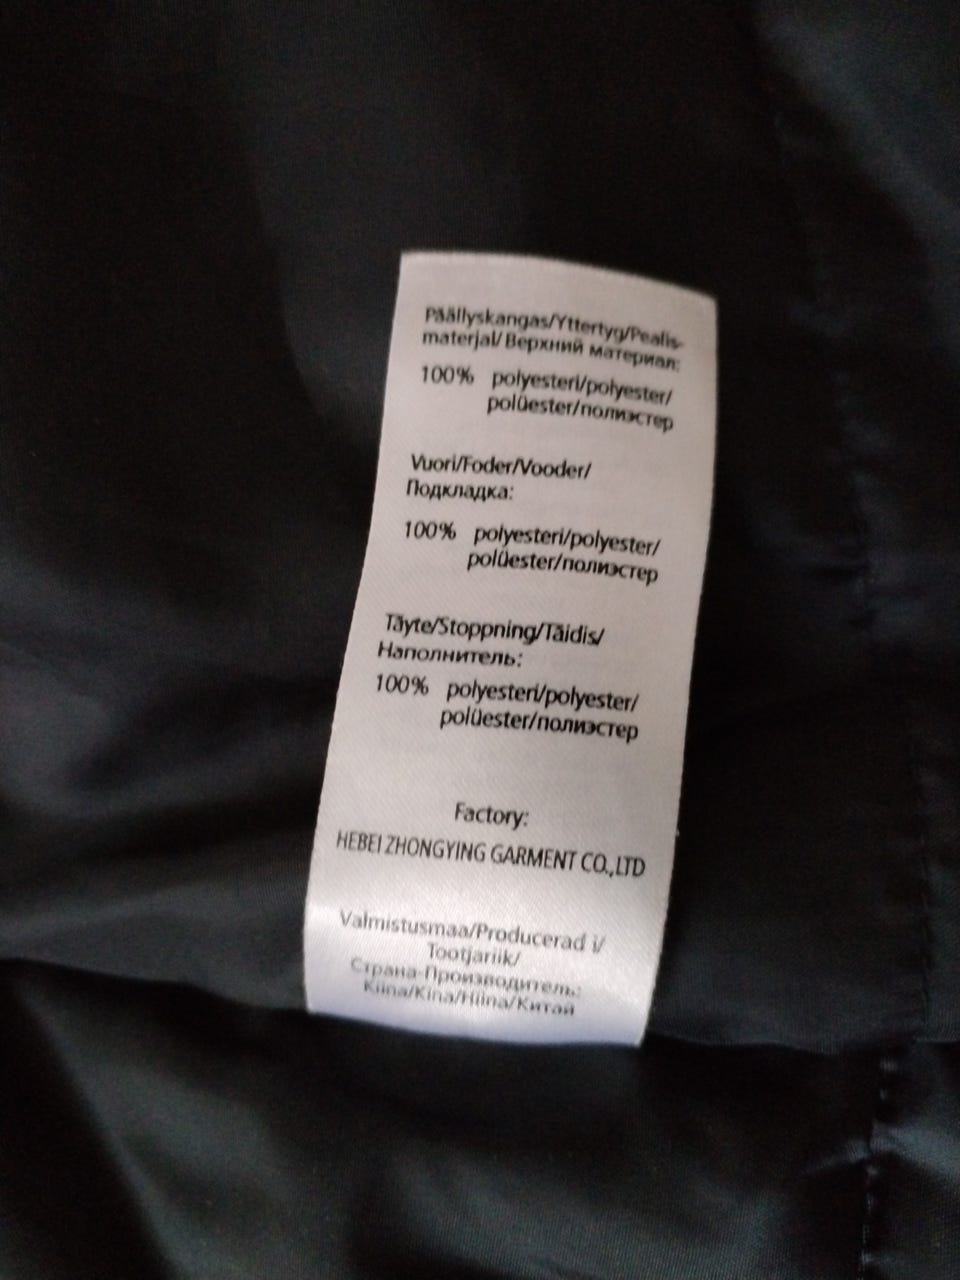 Päällyskangas/Yttertyg/Pealis-
materjal/ Верхний материал:
100% polyesteri/polyester/
polüester/полиэстер
Vuori/Foder/Vooder/
Подкладка:
100% polyesteri/polyester/
polüester/полиэстер
Täyte/Stoppning/Täidis/
Наполнитель:
100% polyesteri/polyester/
polüester/полиэстер
Factory:
HEBEI ZHONGYING GARMENT CO.,LTD
Valmistusmaa/Producerad i/
Tootjariik/
Страна-Производитель:
Kiina/Kina/Hiina/Китай